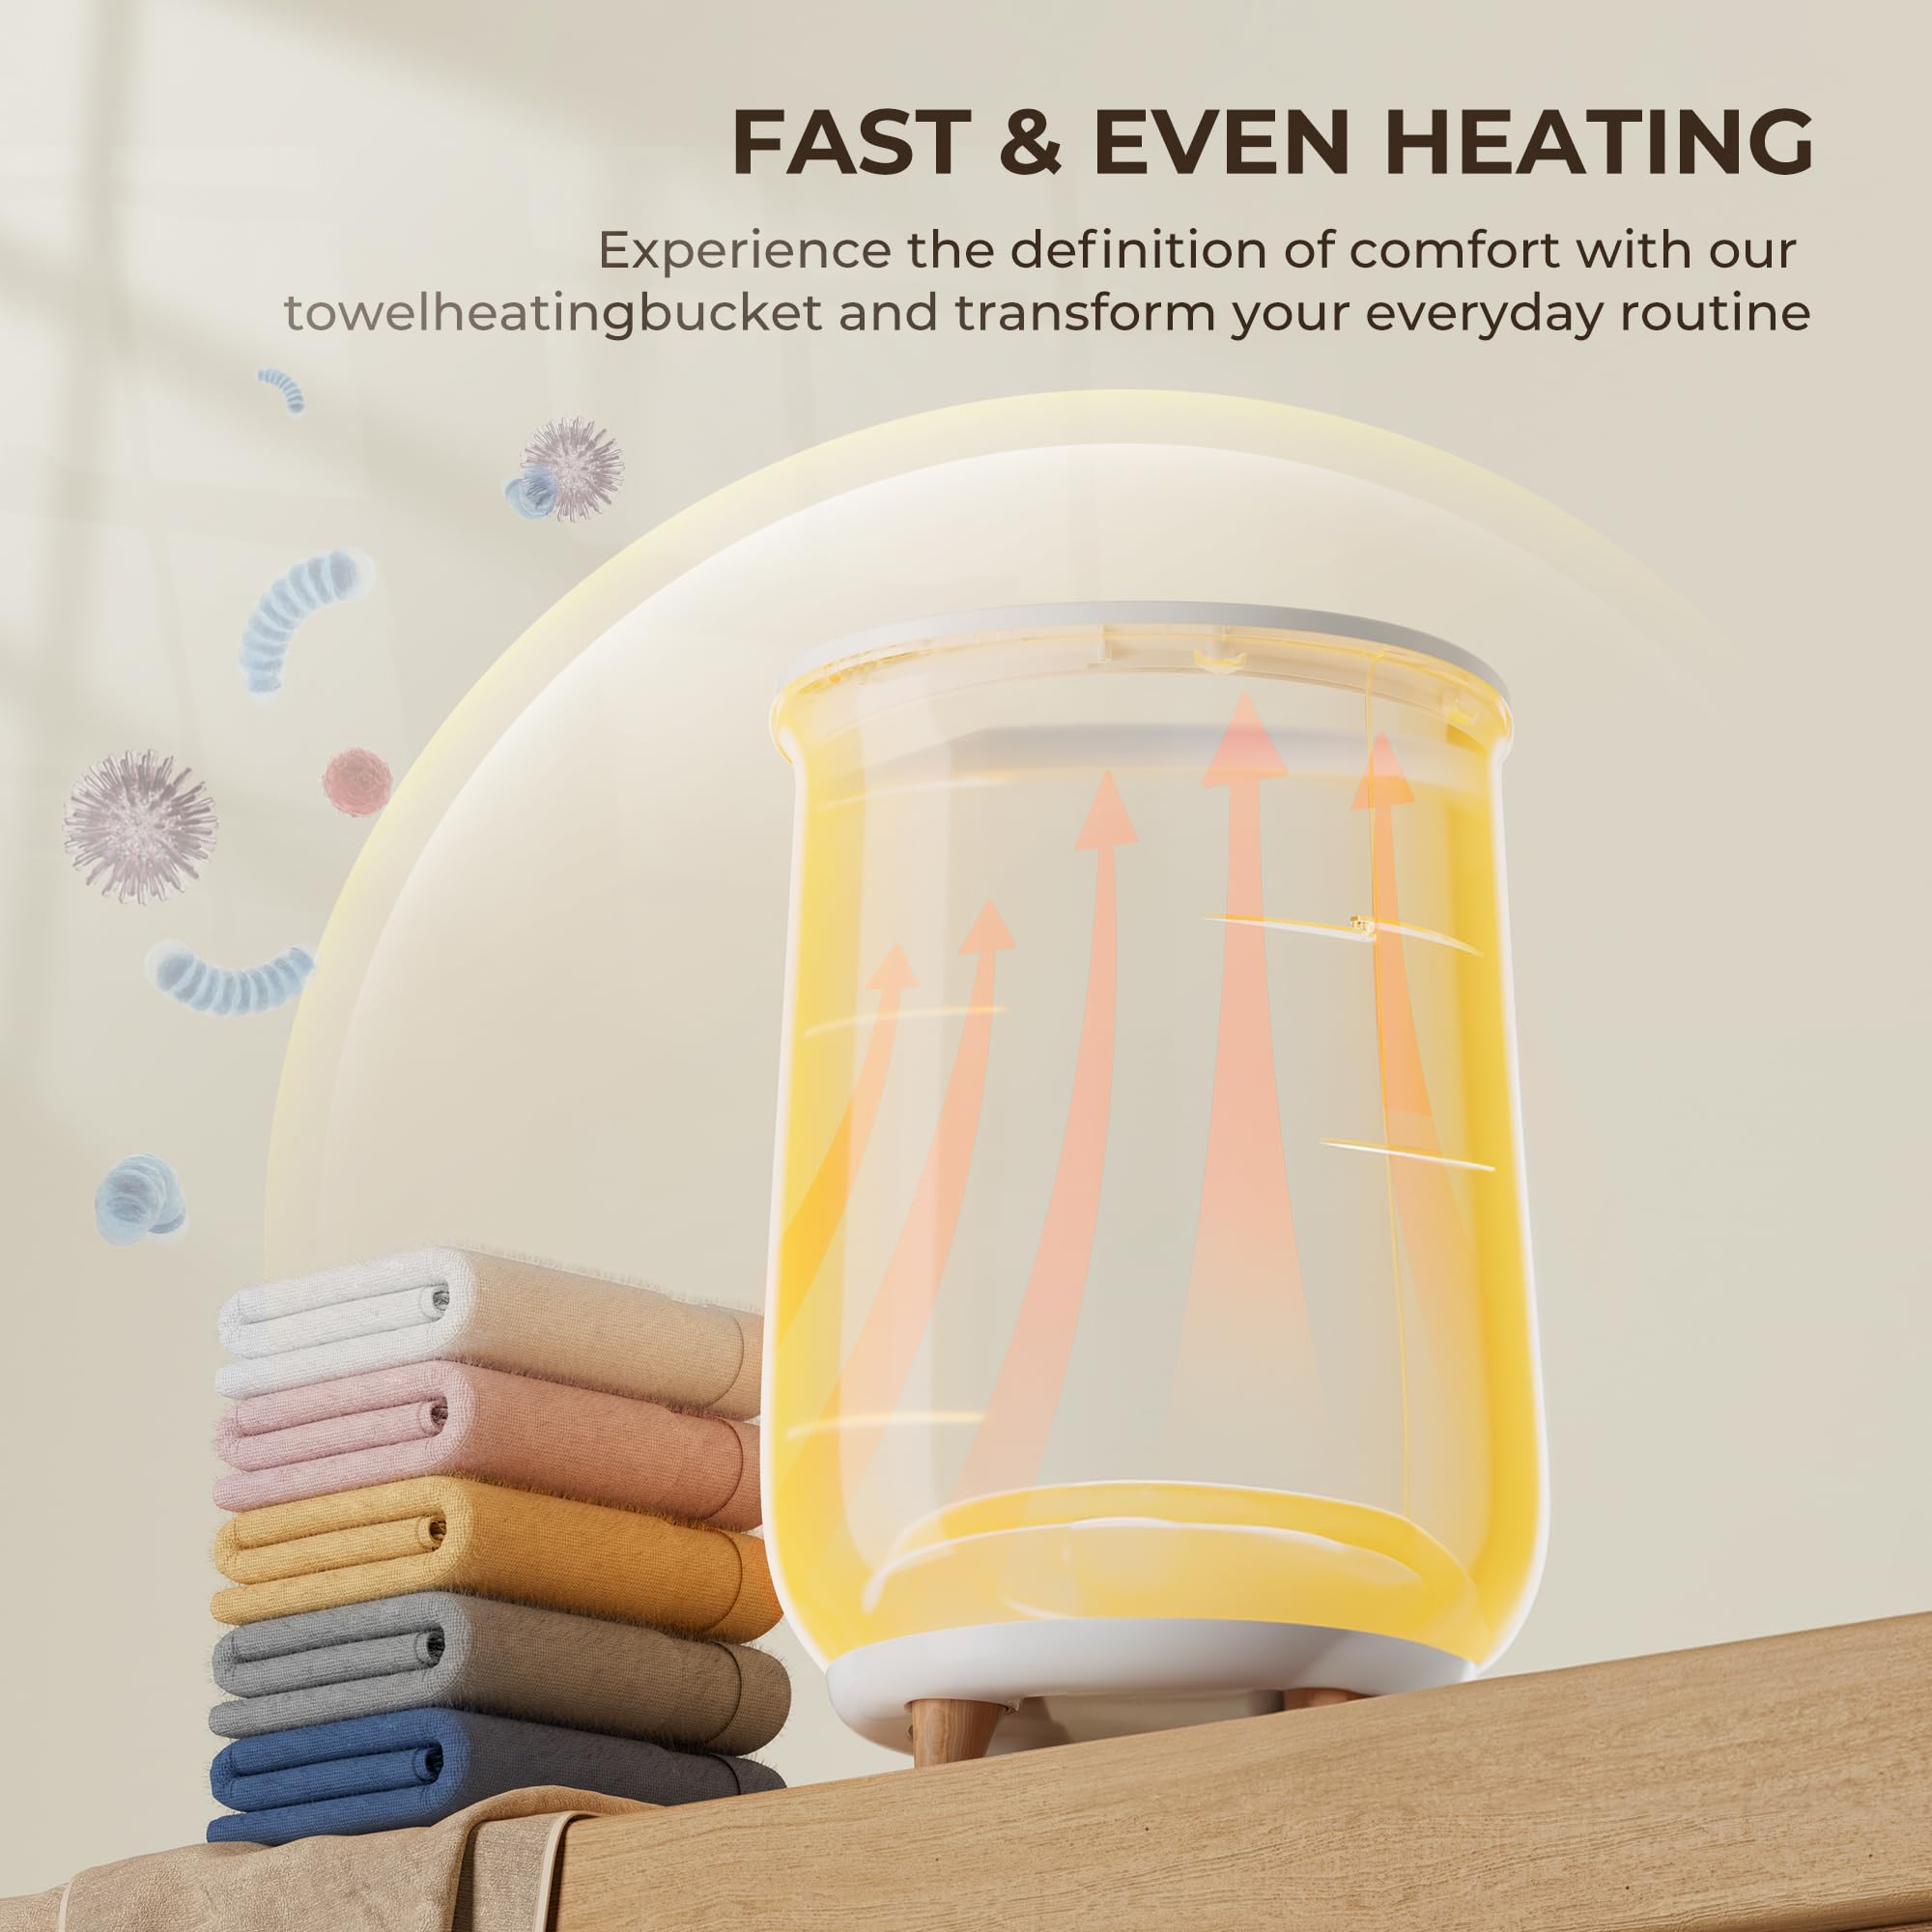 FAST & EVEN HEATING
Experience the definition of comfort with our
towelheatingbucket and transform your everyday routine